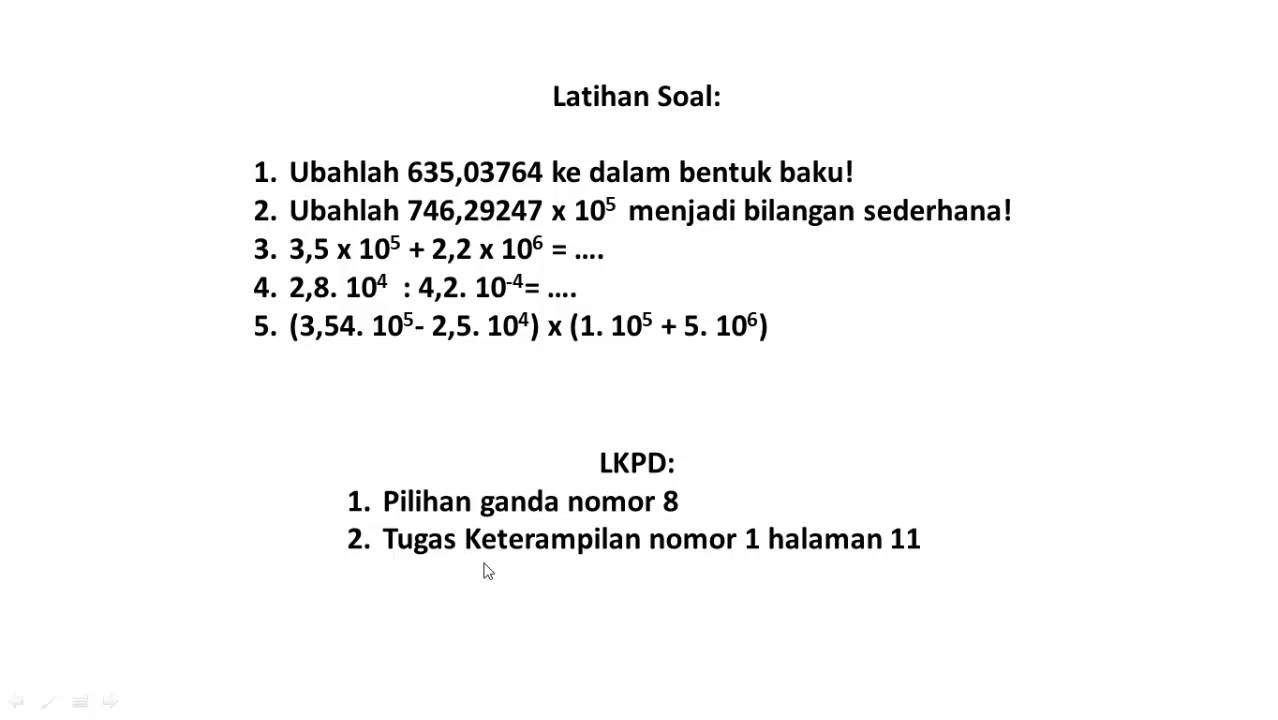 Latihan Soal:
1. Ubahlah 635,03764 ke dalam bentuk baku!
2. Ubahlah 746,29247 x 10⁵ menjadi bilangan sederhana!
3. 3,5 x 10⁵ + 2,2 x 10⁶ = ....
4. 2,8. 10⁴ : 4,2. 10⁻⁴= ....
5. (3,54. 10⁵- 2,5. 10⁴) x (1. 10⁵ + 5. 10⁶)
LKPD:
1. Pilihan ganda nomor 8
2. Tugas Keterampilan nomor 1 halaman 11